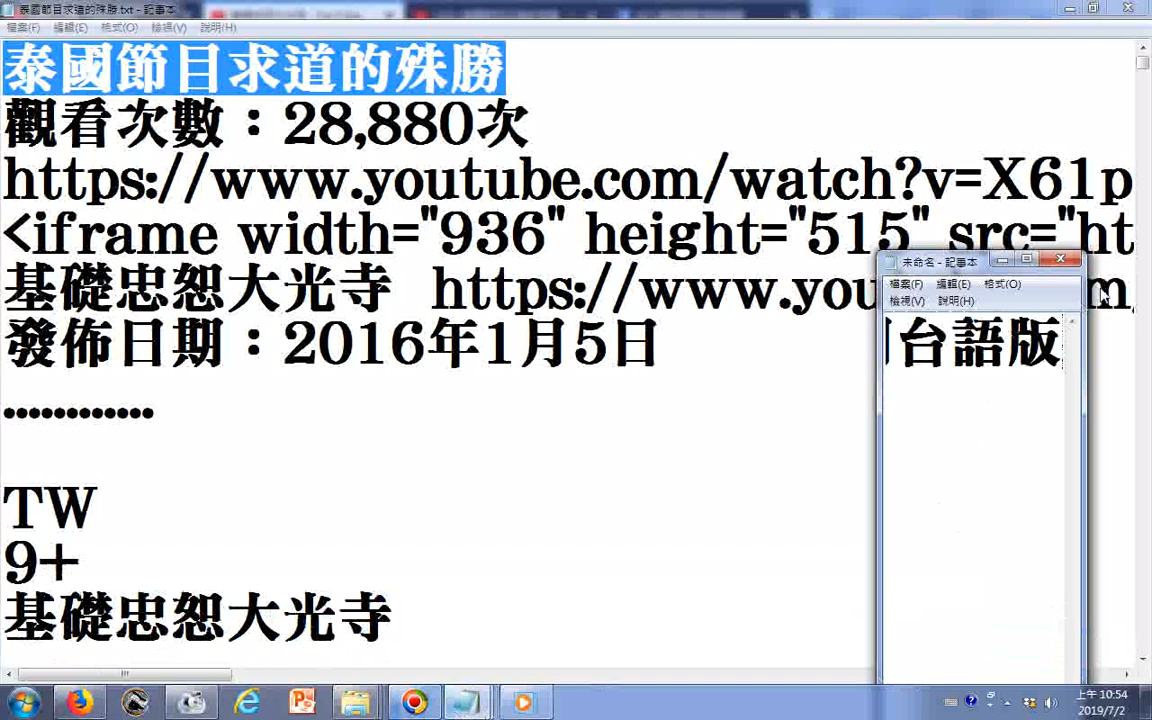 泰國節目求道的殊勝.txt - 記事本
檔案(F) 編輯(E) 格式(O) 檢視(V) 說明(H)
泰國節目求道的殊勝
觀看次數：28,880次
https://www.youtube.com/watch?v=X61p
<iframe width="936" height="515" src="ht
基礎忠恕大光寺 https://www.you
發佈日期：2016年1月5日
台語版
............
TW
9+
基礎忠恕大光寺
未命名 - 記事本
檔案(F) 編輯(E) 格式(O)
檢視(V) 說明(H)
上午 10:54
2019/7/2